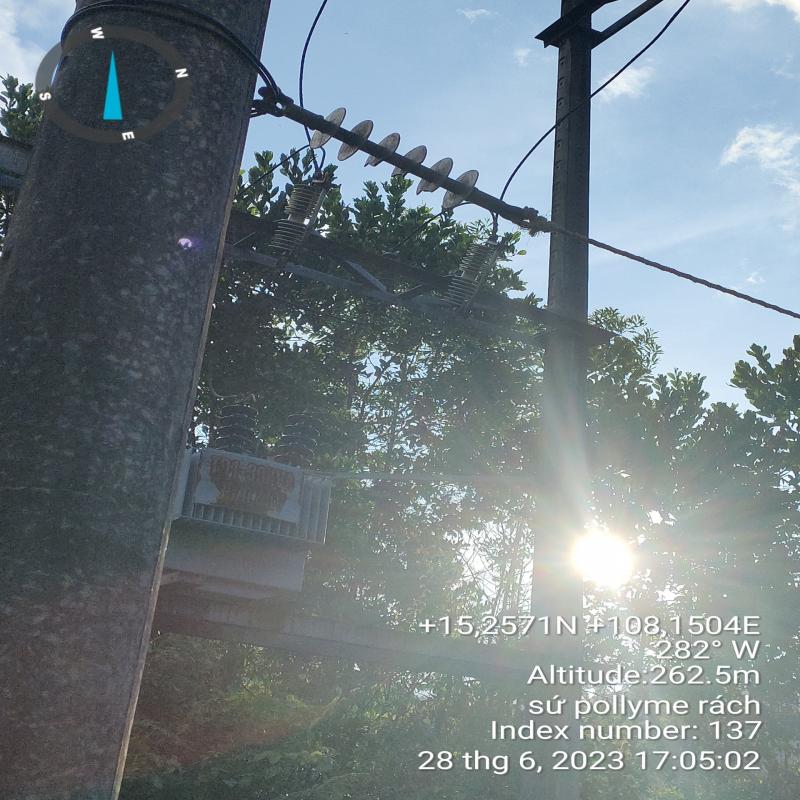 W
N
S
E
+15,2571N +108,1504E
282° W
Altitude:262.5m
sứ pollyme rách
Index number: 137
28 thg 6, 2023 17:05:02